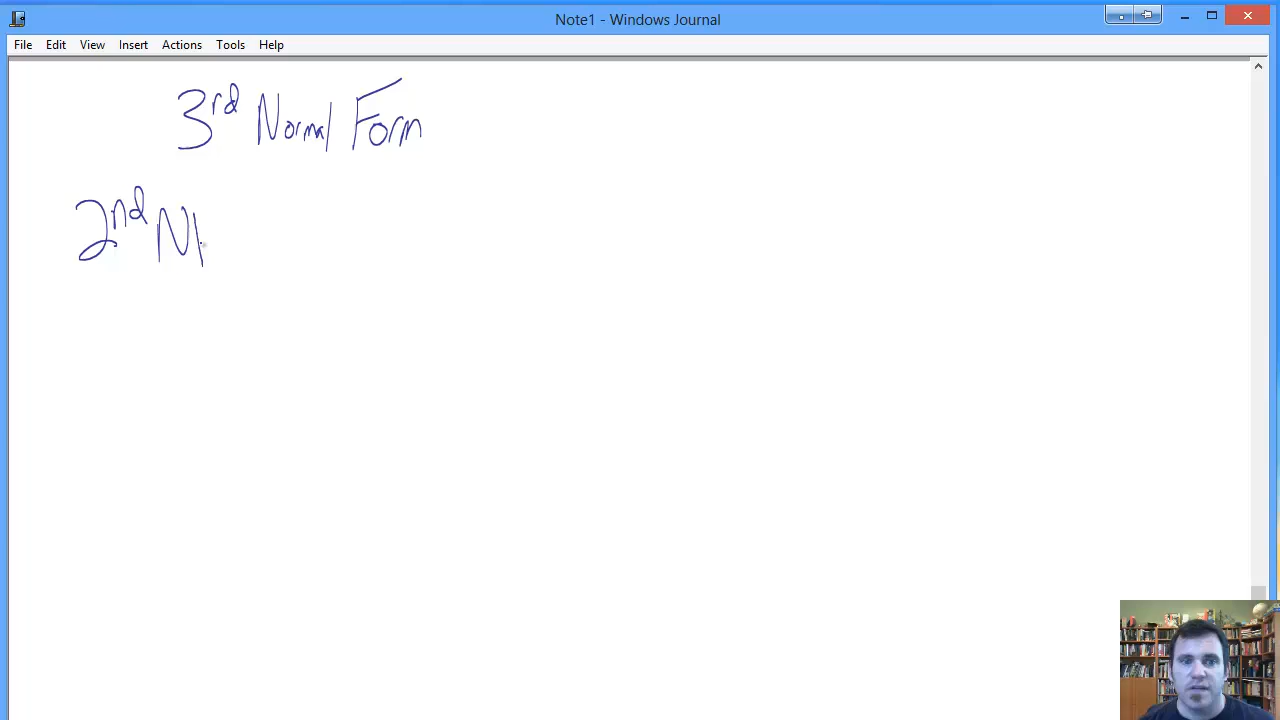 Note1 - Windows Journal
File Edit View Insert Actions Tools Help
3rd Normal Form
2nd N